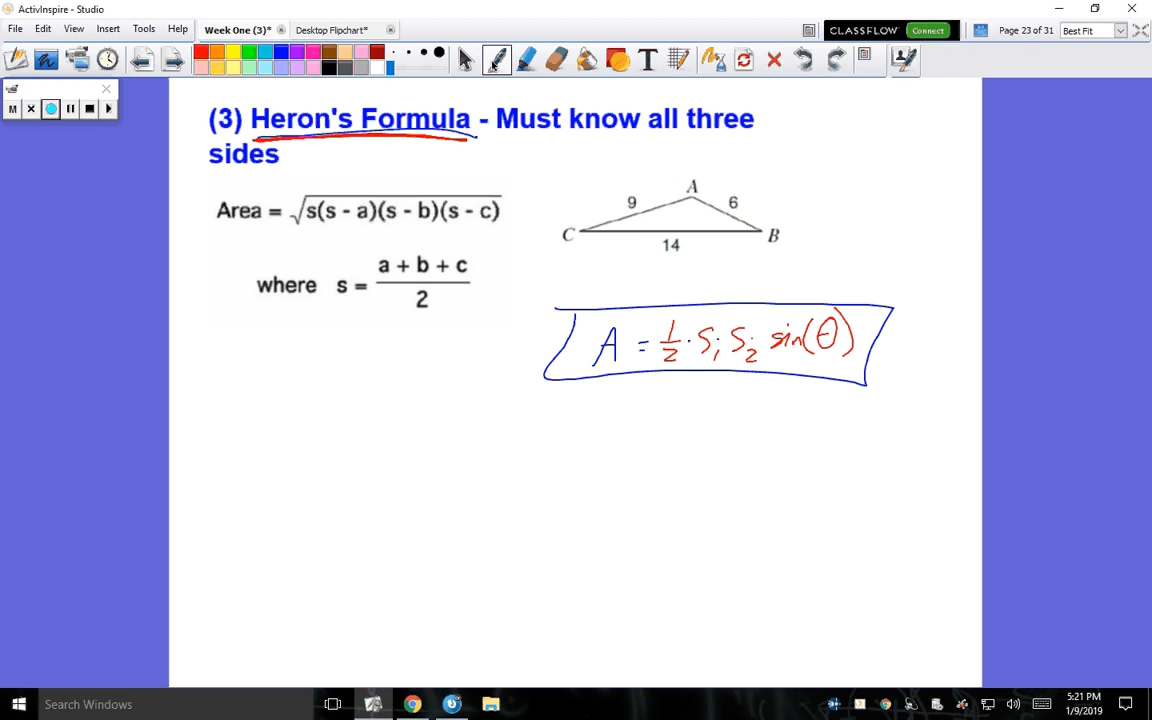 ActivInspire - Studio
File Edit View Insert Tools Help
Week One (3)* Desktop Flipchart*
CLASSFLOW Connect
Page 23 of 31 Best Fit
M
(3) Heron's Formula - Must know all three
sides
Area = √s(s - a)(s - b)(s - c)
where s = (a + b + c)/2
A
9
6
C
B
14
A = 1/2 · S₁ S₂ sin(θ)
Search Windows
5:21 PM
1/9/2019